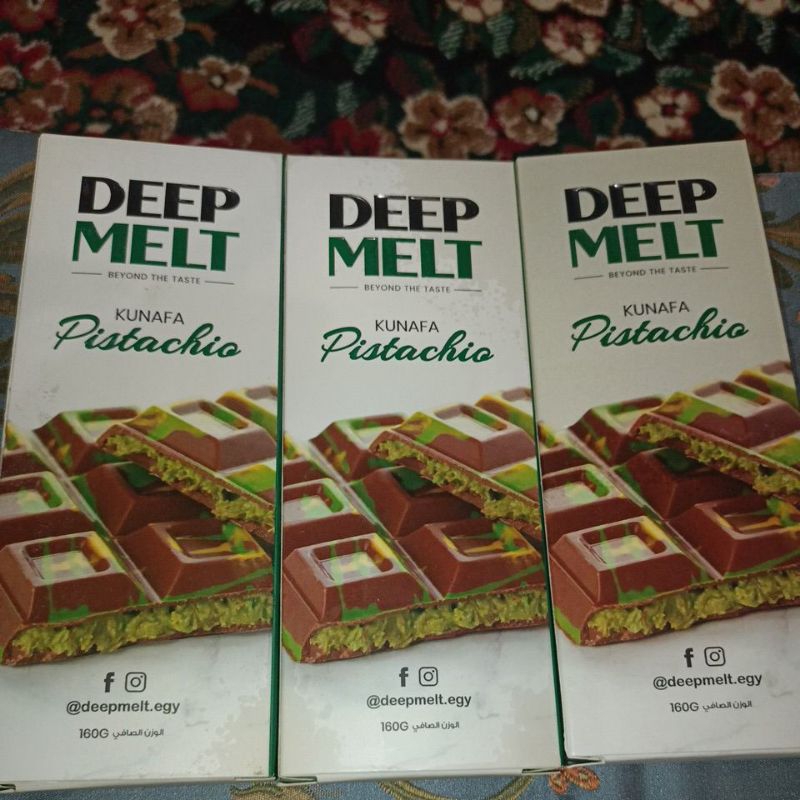 DEEP
MELT
BEYOND THE TASTE
KUNAFA
Pistachio
@deepmelt.egy
160G الوزن الصافي
DEEP
MELT
BEYOND THE TASTE
KUNAFA
Pistachio
@deepmelt.egy
160G الوزن الصافي
DEEP
MELT
BEYOND THE TASTE
KUNAFA
Pistachio
@deepmelt.egy
160G الوزن الصافي